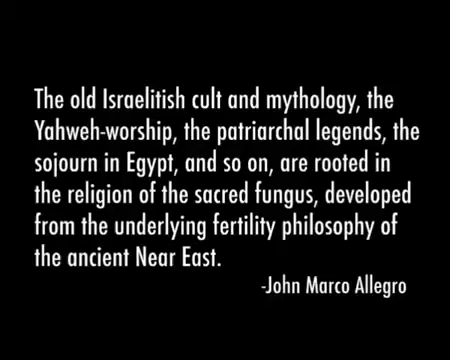 The old Israelitish cult and mythology, the
Yahweh-worship, the patriarchal legends, the
sojourn in Egypt, and so on, are rooted in
the religion of the sacred fungus, developed
from the underlying fertility philosophy of
the ancient Near East.
-John Marco Allegro